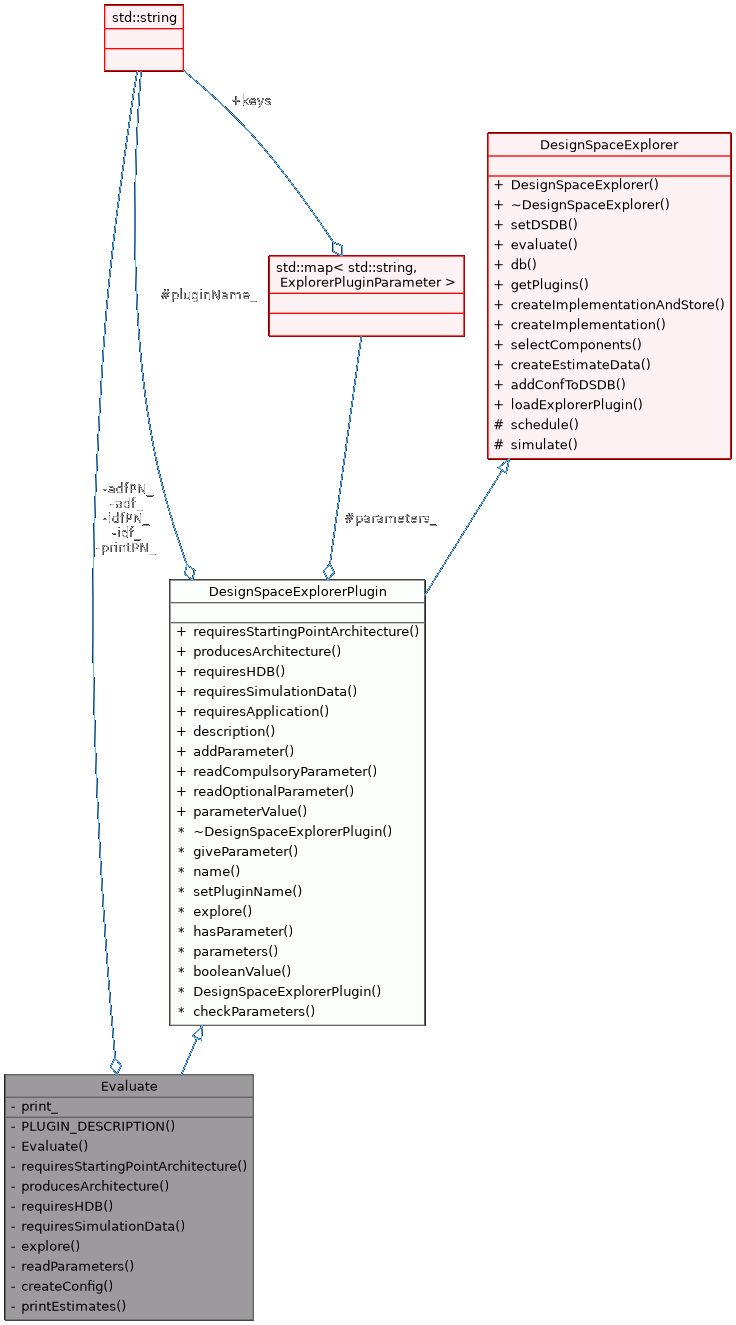 std::string
+keys
DesignSpaceExplorer
+ DesignSpaceExplorer()
+ ~DesignSpaceExplorer()
+ setDSDB()
+ evaluate()
+ db()
+ getPlugins()
+ createImplementationAndStore()
+ createImplementation()
+ selectComponents()
+ createEstimateData()
+ addConfToDSDB()
+ loadExplorerPlugin()
# schedule()
# simulate()
std::map< std::string,
ExplorerPluginParameter >
#pluginName_
-adfPN_
-adf_
-idfPN_
-idf_
-printPN_
#parameters_
DesignSpaceExplorerPlugin
+ requiresStartingPointArchitecture()
+ producesArchitecture()
+ requiresHDB()
+ requiresSimulationData()
+ requiresApplication()
+ description()
+ addParameter()
+ readCompulsoryParameter()
+ readOptionalParameter()
+ parameterValue()
* ~DesignSpaceExplorerPlugin()
* giveParameter()
* name()
* setPluginName()
* explore()
* hasParameter()
* parameters()
* booleanValue()
* DesignSpaceExplorerPlugin()
* checkParameters()
Evaluate
- print_
- PLUGIN_DESCRIPTION()
- Evaluate()
- requiresStartingPointArchitecture()
- producesArchitecture()
- requiresHDB()
- requiresSimulationData()
- explore()
- readParameters()
- createConfig()
- printEstimates()